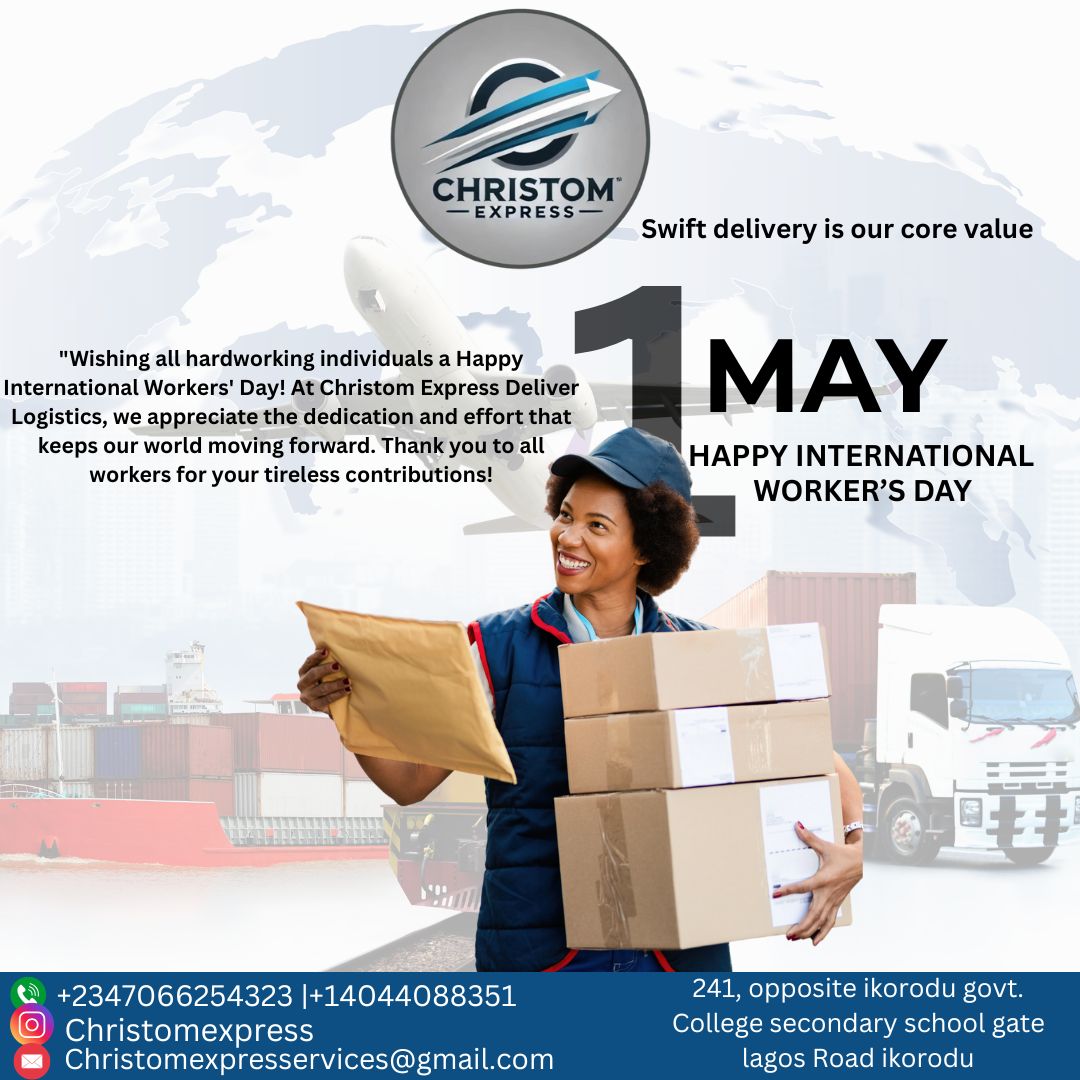 CHRISTOM™
EXPRESS
Swift delivery is our core value
1 MAY
HAPPY INTERNATIONAL
WORKER’S DAY
"Wishing all hardworking individuals a Happy
International Workers' Day! At Christom Express Deliver
Logistics, we appreciate the dedication and effort that
keeps our world moving forward. Thank you to all
workers for your tireless contributions!
+2347066254323 |+14044088351
Christomexpress
Christomexpresservices@gmail.com
241, opposite ikorodu govt.
College secondary school gate
lagos Road ikorodu